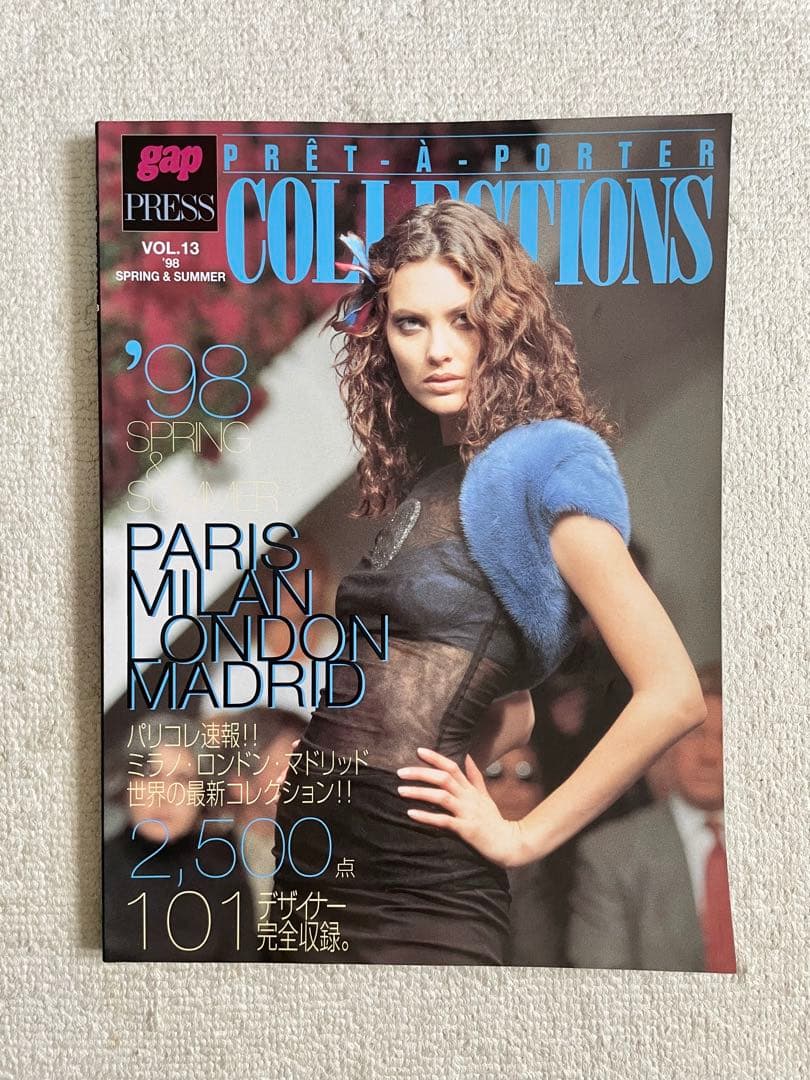 gap
PRESS
VOL.13
'98
SPRING & SUMMER
PRÊT-À-PORTER
COLLECTIONS
'98
SPRING
&
SUMMER
PARIS
MILAN
LONDON
MADRID
パリコレ速報!!
ミラノ・ロンドン・マドリッド
世界の最新コレクション!!
2,500点
101デザイナー
完全収録。